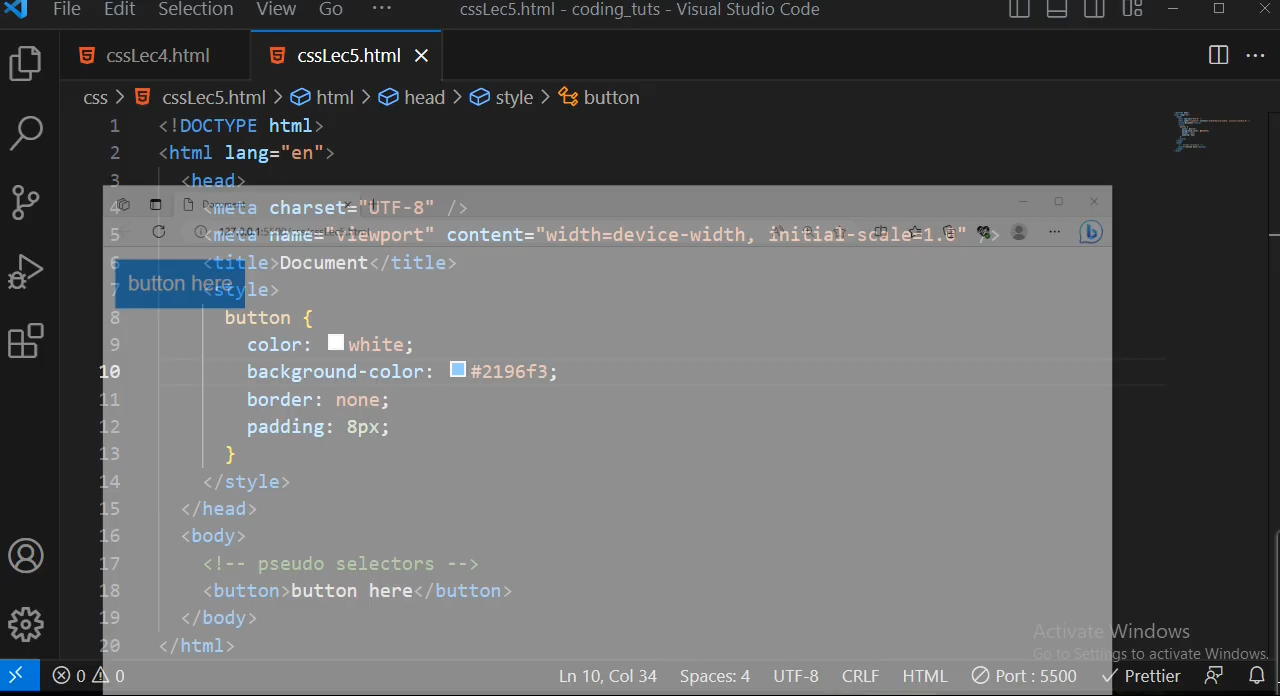 File Edit Selection View Go ··· cssLec5.html - coding_tuts - Visual Studio Code
cssLec4.html cssLec5.html
css > cssLec5.html > html > head > style > button
1 <!DOCTYPE html>
2 <html lang="en">
3 <head>
4 <meta charset="UTF-8" />
5 <meta name="viewport" content="width=device-width, initial-scale=1.0" />
6 <title>Document</title>
button here
7 <style>
8 button {
9 color: white;
10 background-color: #2196f3;
11 border: none;
12 padding: 8px;
13 }
14 </style>
15 </head>
16 <body>
17 <!-- pseudo selectors -->
18 <button>button here</button>
19 </body>
20 </html>
Activate Windows
Go to Settings to activate Windows.
0 0 Ln 10, Col 34 Spaces: 4 UTF-8 CRLF HTML Port : 5500 Prettier